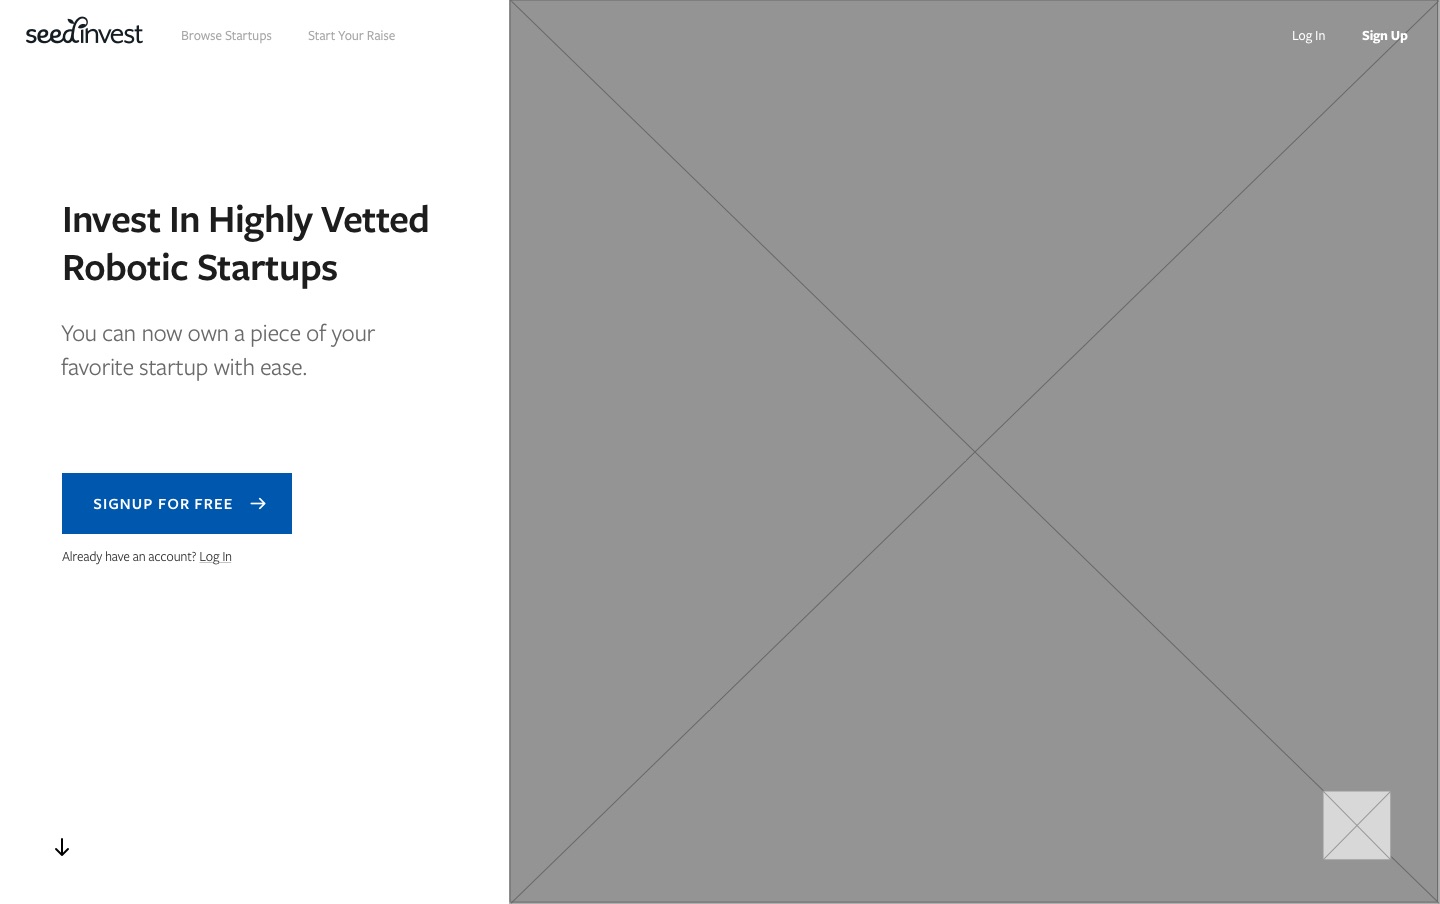 seedinvest
Browse Startups
Start Your Raise
Log In
Sign Up
Invest In Highly Vetted
Robotic Startups
You can now own a piece of your
favorite startup with ease.
SIGNUP FOR FREE
Already have an account? Log In